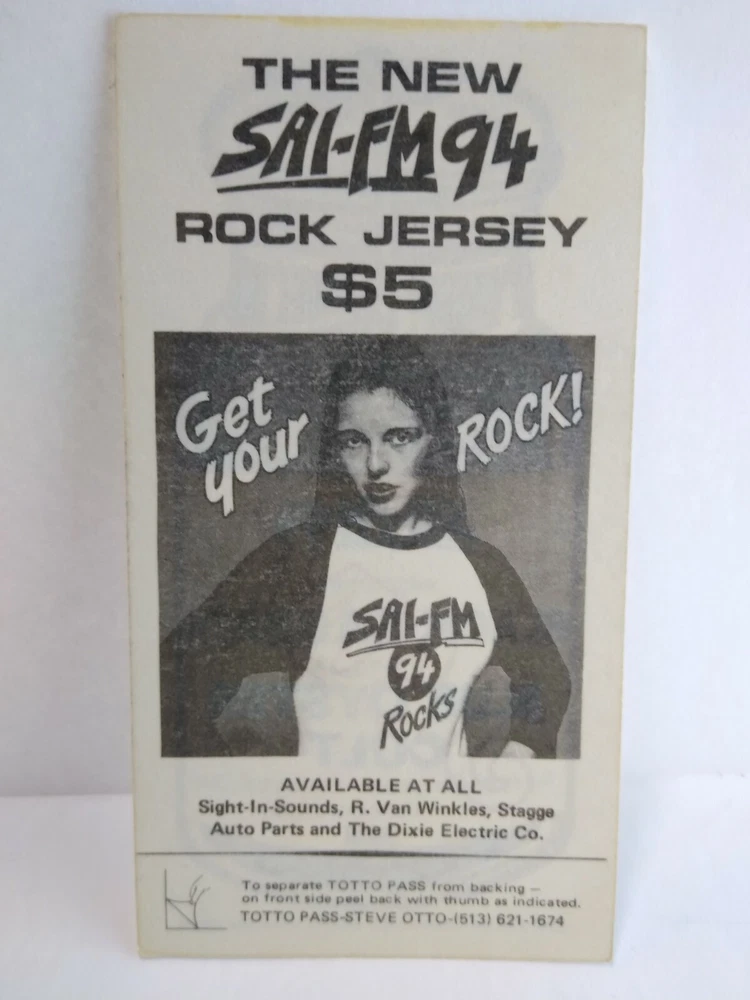 THE NEW
SAI-FM 94
ROCK JERSEY
$5
Get your ROCK!
SAI-FM
94
Rocks
AVAILABLE AT ALL
Sight-In-Sounds, R. Van Winkles, Stagge
Auto Parts and The Dixie Electric Co.
To separate TOTTO PASS from backing —
on front side peel back with thumb as indicated.
TOTTO PASS-STEVE OTTO-(513) 621-1674